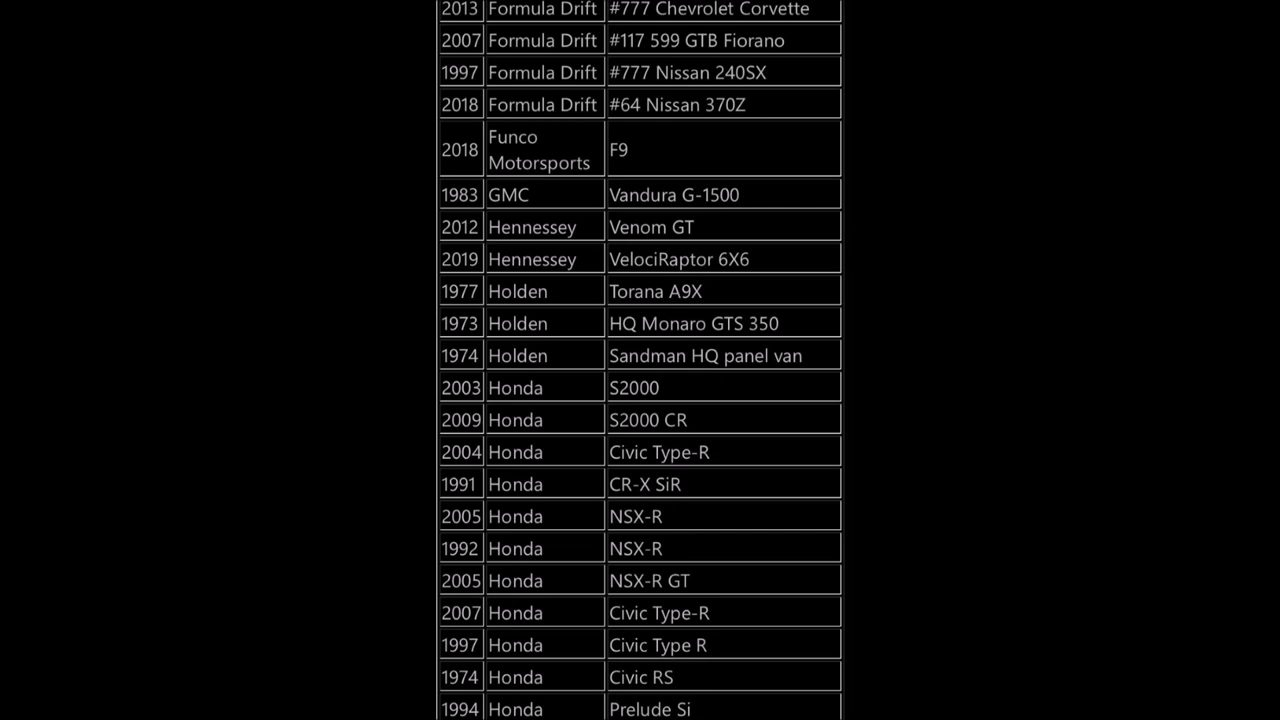 2013 Formula Drift #777 Chevrolet Corvette
2007 Formula Drift #117 599 GTB Fiorano
1997 Formula Drift #777 Nissan 240SX
2018 Formula Drift #64 Nissan 370Z
2018 Funco Motorsports F9
1983 GMC Vandura G-1500
2012 Hennessey Venom GT
2019 Hennessey VelociRaptor 6X6
1977 Holden Torana A9X
1973 Holden HQ Monaro GTS 350
1974 Holden Sandman HQ panel van
2003 Honda S2000
2009 Honda S2000 CR
2004 Honda Civic Type-R
1991 Honda CR-X SiR
2005 Honda NSX-R
1992 Honda NSX-R
2005 Honda NSX-R GT
2007 Honda Civic Type-R
1997 Honda Civic Type R
1974 Honda Civic RS
1994 Honda Prelude Si